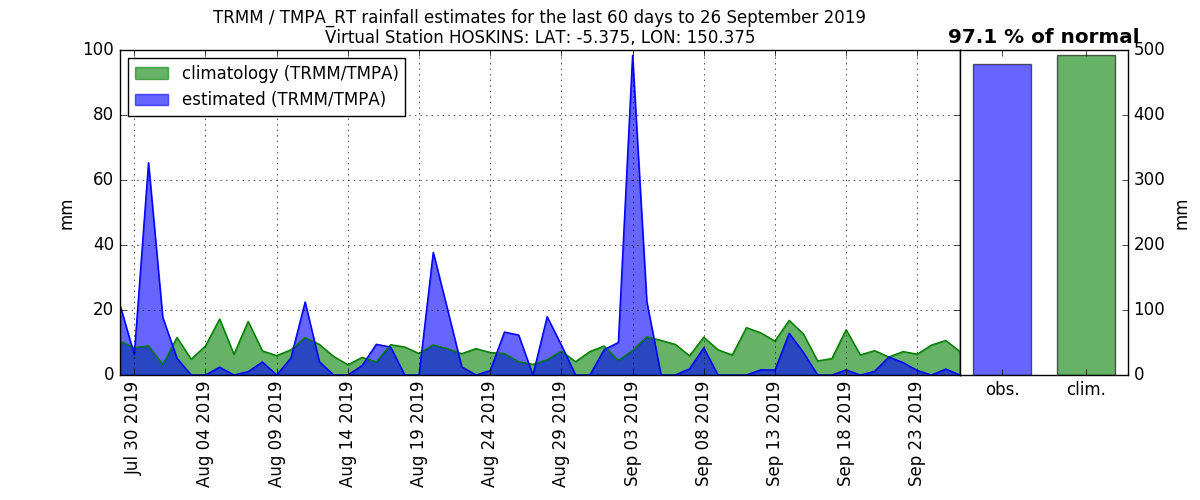 TRMM / TMPA_RT rainfall estimates for the last 60 days to 26 September 2019
Virtual Station HOSKINS: LAT: -5.375, LON: 150.375
97.1 % of normal
climatology (TRMM/TMPA)
estimated (TRMM/TMPA)
100
80
60
40
20
0
mm
500
400
300
200
100
0
mm
Jul 30 2019
Aug 04 2019
Aug 09 2019
Aug 14 2019
Aug 19 2019
Aug 24 2019
Aug 29 2019
Sep 03 2019
Sep 08 2019
Sep 13 2019
Sep 18 2019
Sep 23 2019
obs.
clim.